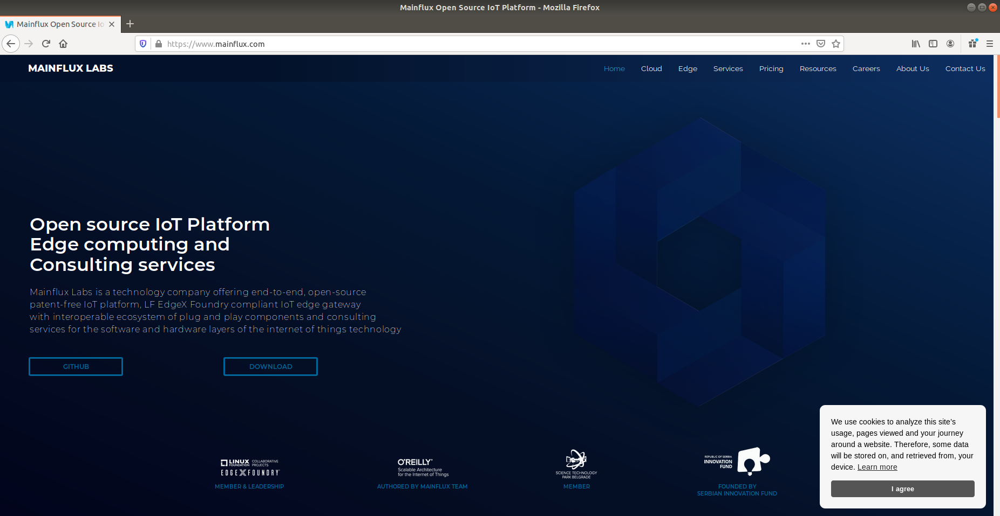 Mainflux Open Source IoT Platform - Mozilla Firefox
Mainflux Open Source Io
https://www.mainflux.com
MAINFLUX LABS
Home Cloud Edge Services Pricing Resources Careers About Us Contact Us
Open source IoT Platform
Edge computing and
Consulting services
Mainflux Labs is a technology company offering end-to-end, open-source
patent-free IoT platform, LF EdgeX Foundry compliant IoT edge gateway
with interoperable ecosystem of plug and play components and consulting
services for the software and hardware layers of the internet of things technology
GITHUB DOWNLOAD
LINUX FOUNDATION COLLABORATIVE PROJECTS
EDGE X FOUNDRY™
MEMBER & LEADERSHIP
O'REILLY®
Scalable Architecture
for the Internet of Things
AUTHORED BY MAINFLUX TEAM
SCIENCE TECHNOLOGY
PARK BELGRADE
MEMBER
REPUBLIC OF SERBIA
INNOVATION
FUND
FOUNDED BY
SERBIAN INNOVATION FUND
We use cookies to analyze this site's
usage, pages viewed and your journey
around a website. Therefore, some data
will be stored on, and retrieved from, your
device. Learn more
I agree